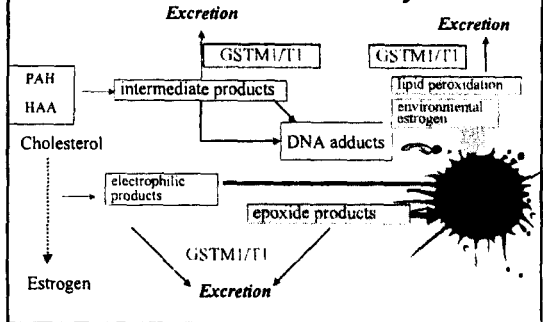 Excretion
Excretion
GSTM1/T1
GSTM1/T1
PAH
HAA
intermediate products
lipid peroxidation
environmental
estrogen
Cholesterol
DNA adducts
electrophilic
products
epoxide products
GSTM1/T1
Estrogen
Excretion